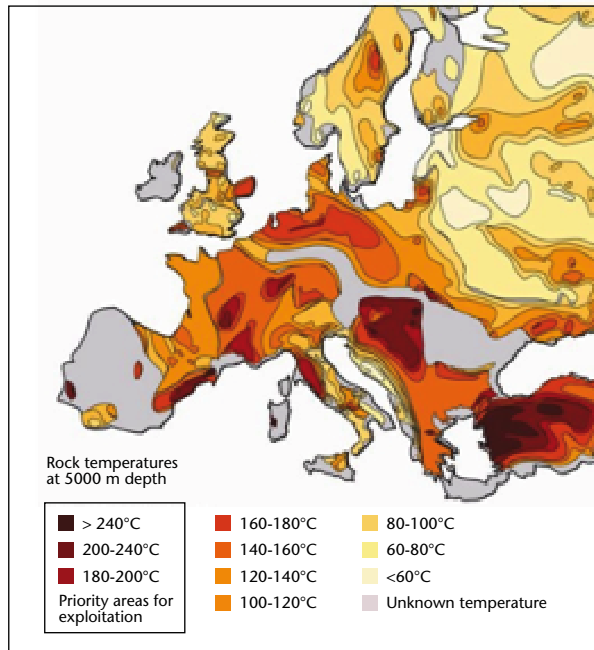 Rock temperatures
at 5000 m depth
> 240°C
200-240°C
180-200°C
Priority areas for
exploitation
160-180°C
140-160°C
120-140°C
100-120°C
80-100°C
60-80°C
<60°C
Unknown temperature